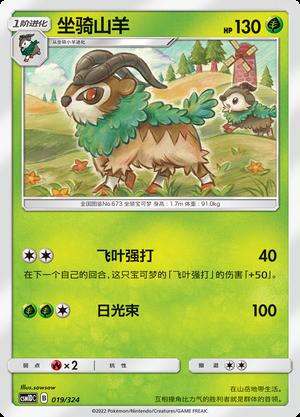 1阶进化
坐骑山羊
HP 130
从坐骑小羊进化
全国图鉴No.673 坐骑宝可梦 身高:1.7m 体重:91.0kg
飞叶强打 40
在下一个自己的回合,这只宝可梦的「飞叶强打」的伤害「+50」。
日光束 100
Illus.sowsow
弱点 ×2 抗性 撤退
CSM1DC B 019/324
在山岳地带生活。
互相撞角比力气的胜利者就是群体的首领。
©2022 Pokémon/Nintendo/Creatures/GAME FREAK.